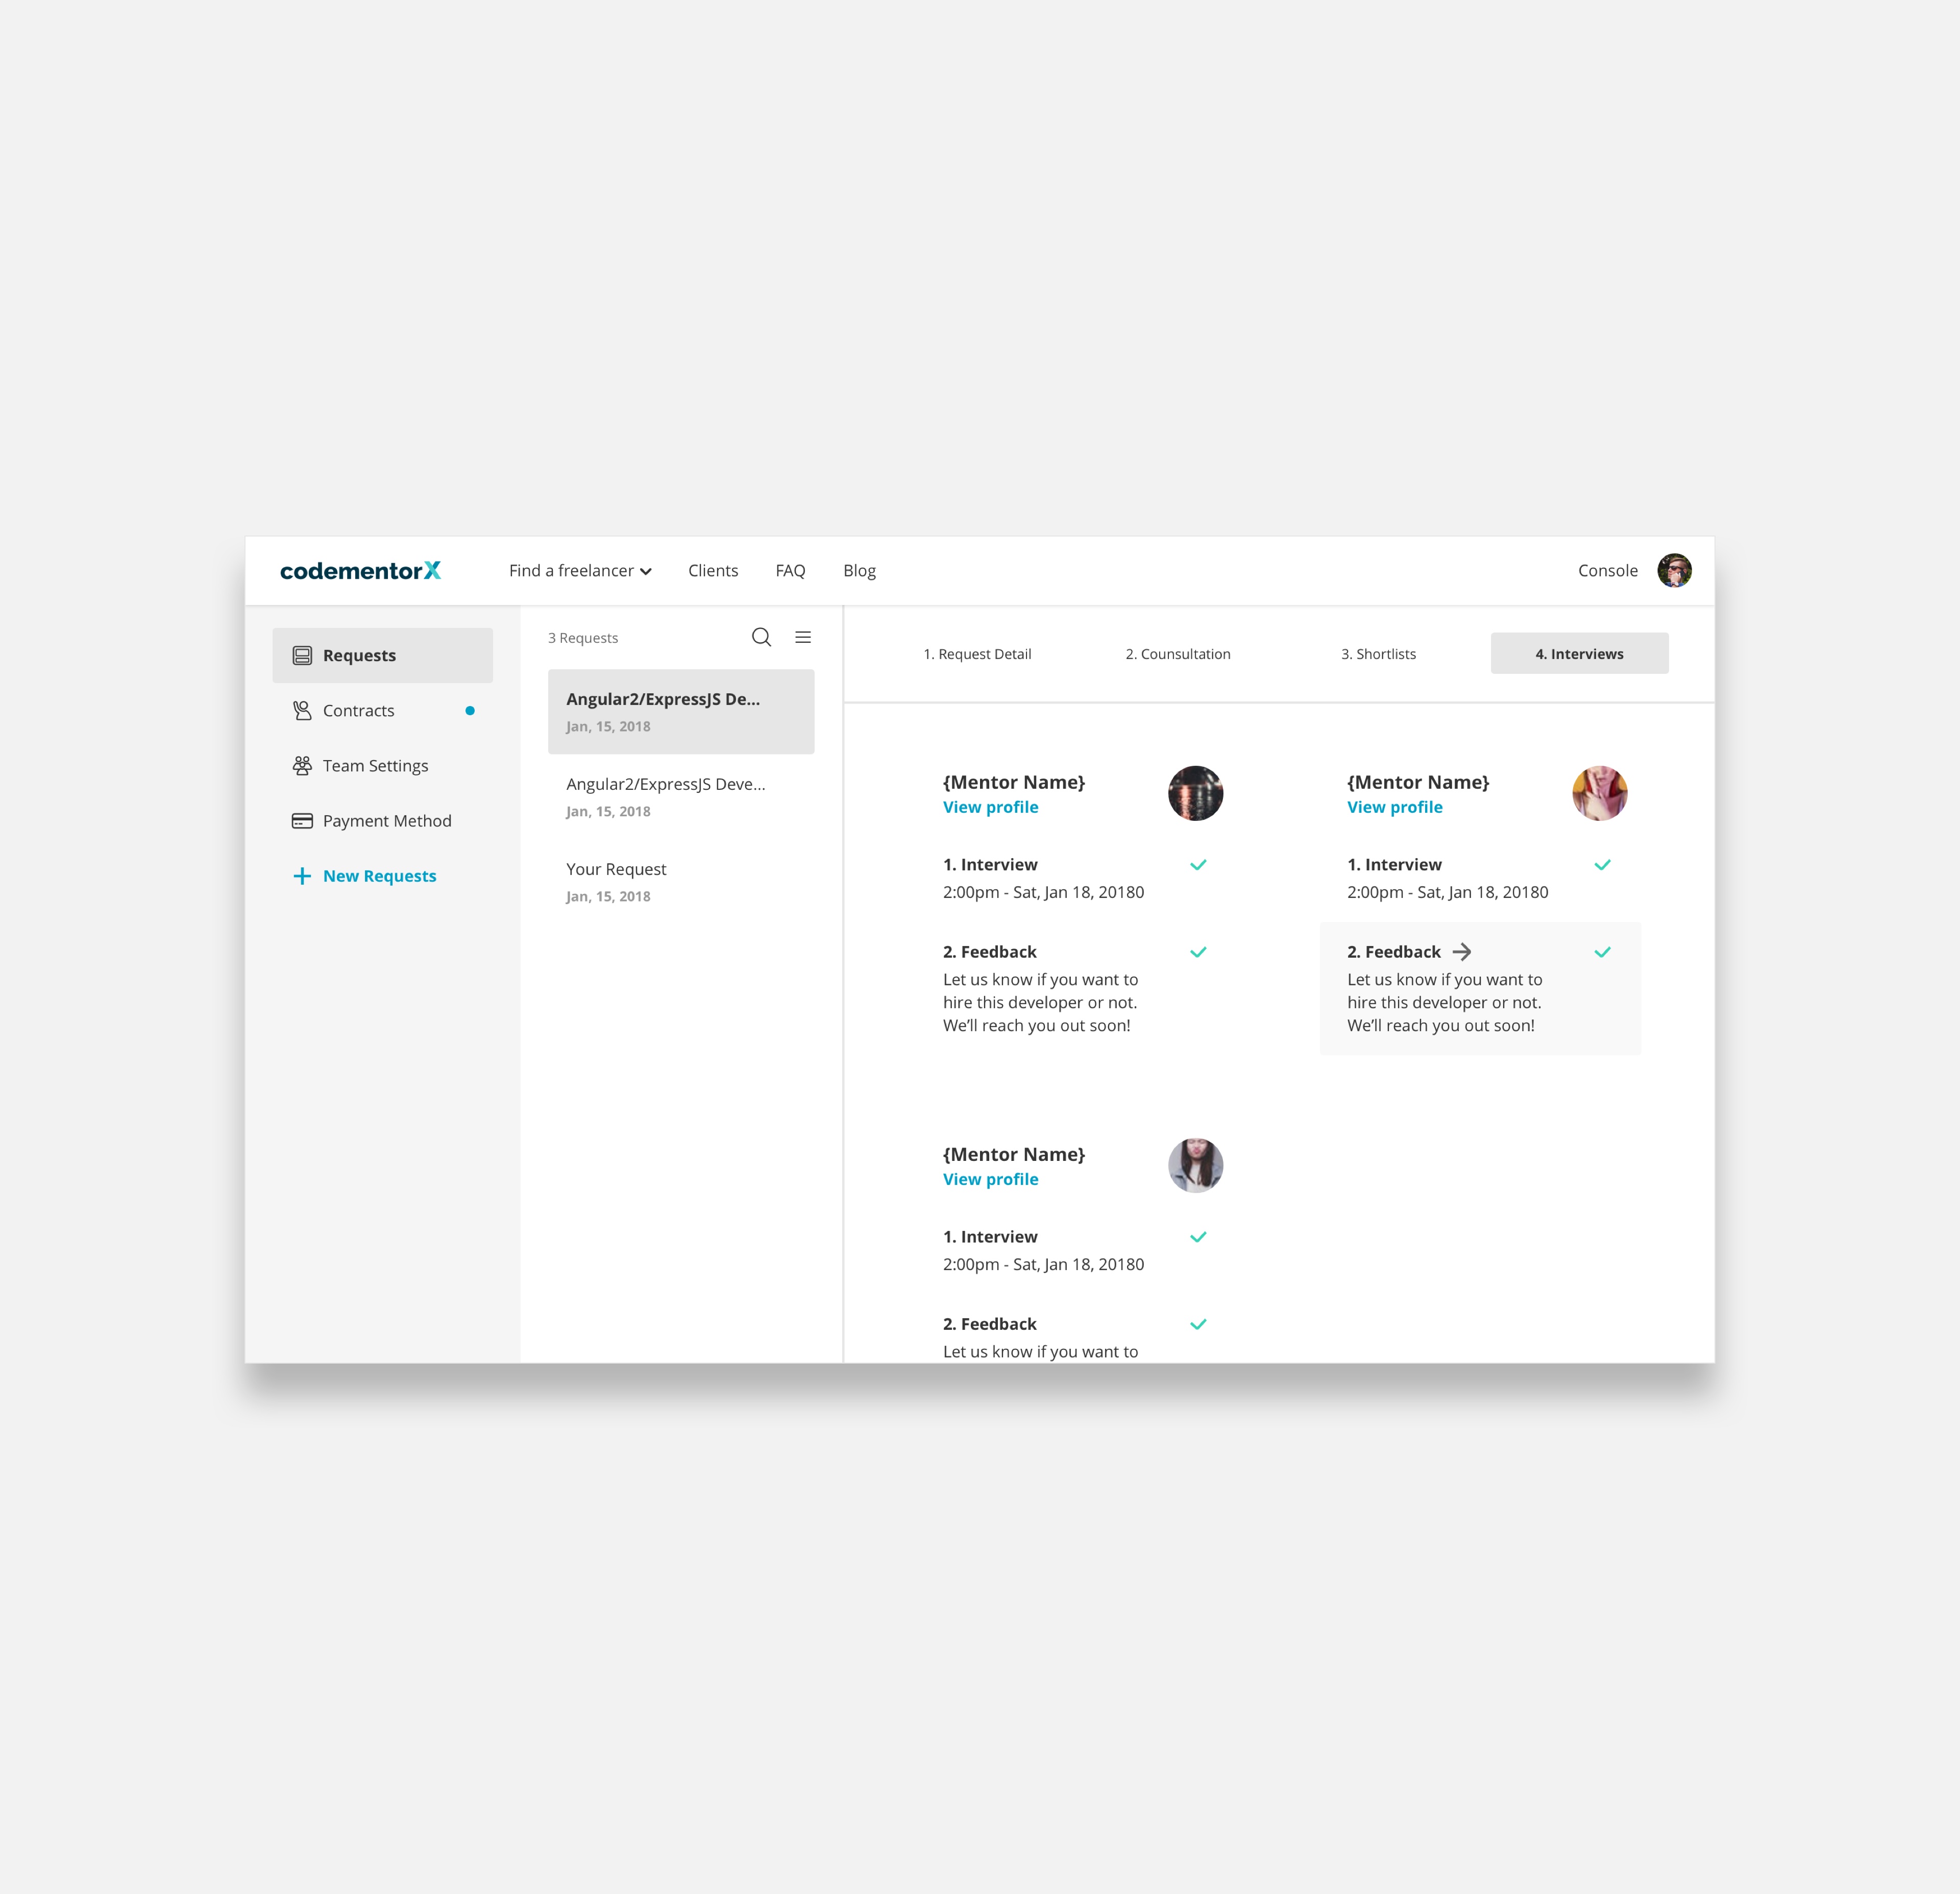 codementorX
Find a freelancer
Clients
FAQ
Blog
Console
Requests
Contracts
Team Settings
Payment Method
New Requests
3 Requests
Angular2/ExpressJS De...
Jan, 15, 2018
Angular2/ExpressJS Deve...
Jan, 15, 2018
Your Request
Jan, 15, 2018
1. Request Detail
2. Counsultation
3. Shortlists
4. Interviews
{Mentor Name}
View profile
1. Interview
2:00pm - Sat, Jan 18, 20180
2. Feedback
Let us know if you want to
hire this developer or not.
We’ll reach you out soon!
{Mentor Name}
View profile
1. Interview
2:00pm - Sat, Jan 18, 20180
2. Feedback
Let us know if you want to
hire this developer or not.
We’ll reach you out soon!
{Mentor Name}
View profile
1. Interview
2:00pm - Sat, Jan 18, 20180
2. Feedback
Let us know if you want to